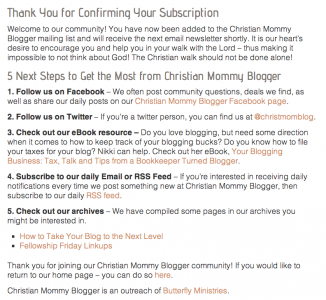 Thank You for Confirming Your Subscription
Welcome to our community! You have now been added to the Christian Mommy
Blogger mailing list and will receive the next email newsletter shortly. It is our heart's
desire to encourage you and help you in your walk with the Lord – thus making it
impossible to not think about God! The Christian walk should not be done alone!
5 Next Steps to Get the Most from Christian Mommy Blogger
1. Follow us on Facebook – We often post community questions, deals we find, as
well as share our daily posts on our Christian Mommy Blogger Facebook page.
2. Follow us on Twitter – If you're a twitter person, you can find us at @christmomblog.
3. Check out our eBook resource – Do you love blogging, but need some direction
when it comes to how to keep track of your blogging bucks? Do you know how to file
your taxes for your blog? Nikki can help. Check out her eBook, Your Blogging
Business: Tax, Talk and Tips from a Bookkeeper Turned Blogger.
4. Subscribe to our daily Email or RSS Feed – If you're interested in receiving daily
notifications every time we post something new at Christian Mommy Blogger, then
subscribe to our daily RSS feed.
5. Check out our archives – We have compiled some pages in our archives you
might be interested in.
• How to Take Your Blog to the Next Level
• Fellowship Friday Linkups
Thank you for joining our Christian Mommy Blogger community! If you would like to
return to our home page – you can do so here.
Christian Mommy Blogger is an outreach of Butterfly Ministries.